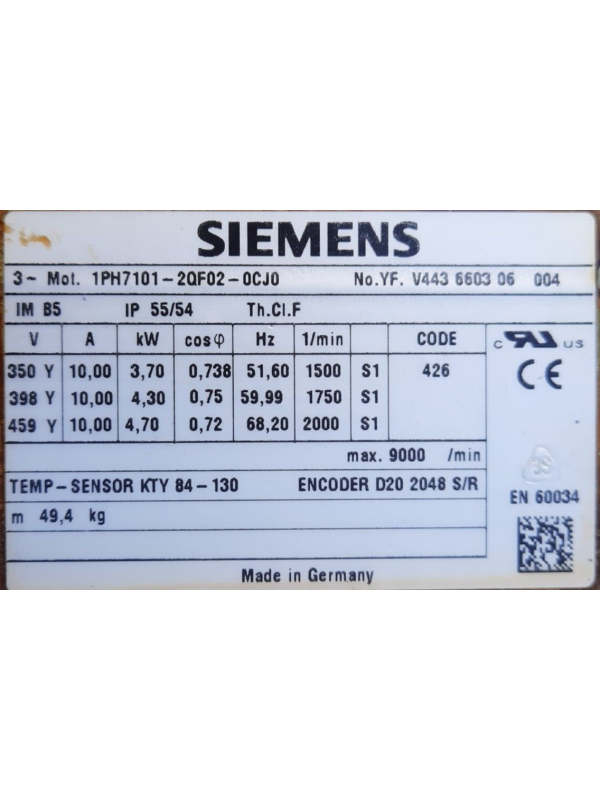 SIEMENS
3~ Mot. 1PH7101-2QF02-0CJ0 No.YF. V443 6603 06 004
IM B5 IP 55/54 Th.Cl.F
V A kW cosφ Hz 1/min CODE
350 Y 10,00 3,70 0,738 51,60 1500 S1 426
398 Y 10,00 4,30 0,75 59,99 1750 S1
459 Y 10,00 4,70 0,72 68,20 2000 S1
c RU US
CE
max. 9000 /min
TEMP-SENSOR KTY 84-130 ENCODER D20 2048 S/R
EN 60034
m 49,4 kg
Made in Germany